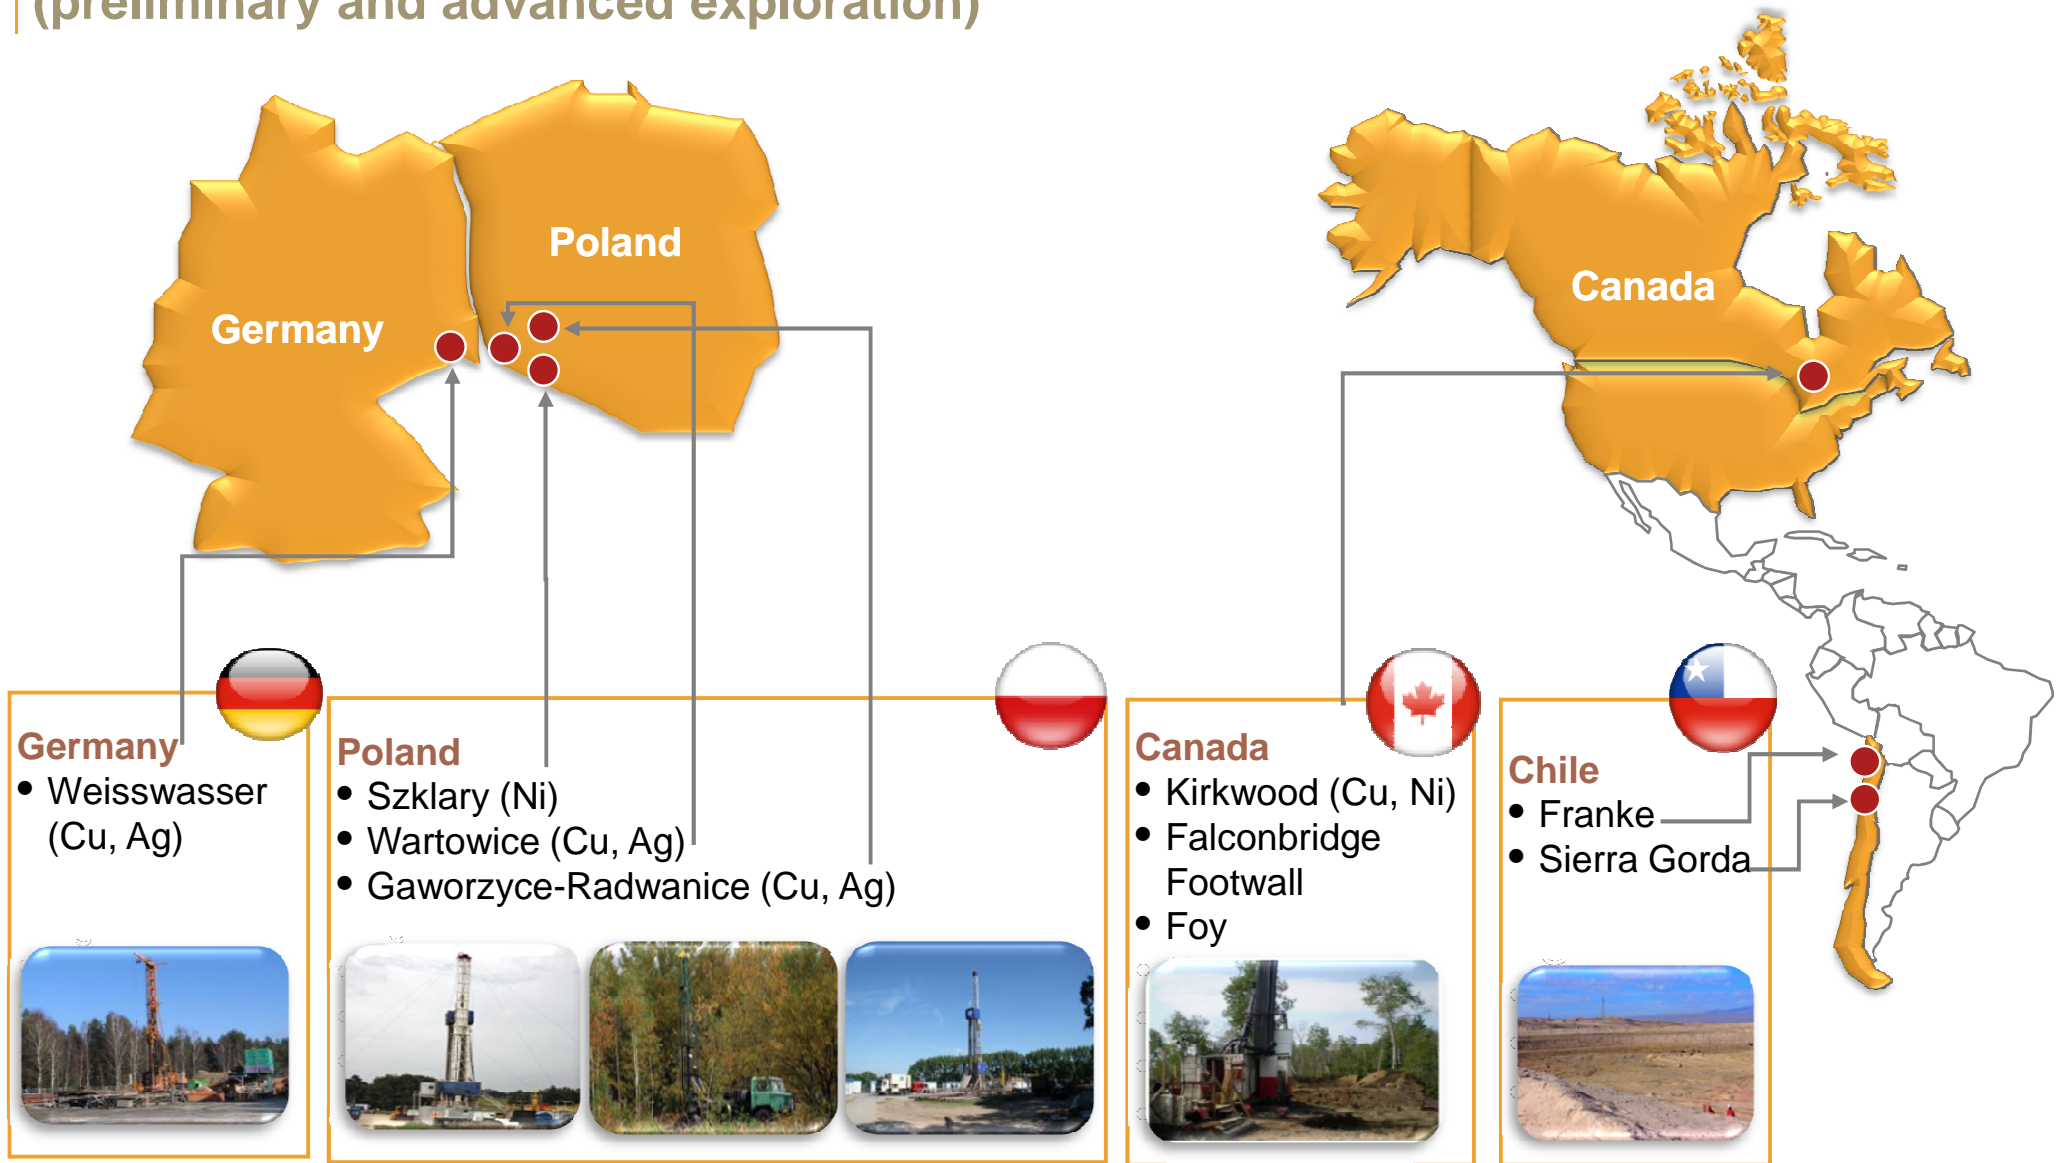 (preliminary and advanced exploration)
Poland
Germany
Canada
Germany
• Weisswasser
(Cu, Ag)
Poland
• Szklary (Ni)
• Wartowice (Cu, Ag)
• Gaworzyce-Radwanice (Cu, Ag)
Canada
• Kirkwood (Cu, Ni)
• Falconbridge
Footwall
• Foy
Chile
• Franke
• Sierra Gorda